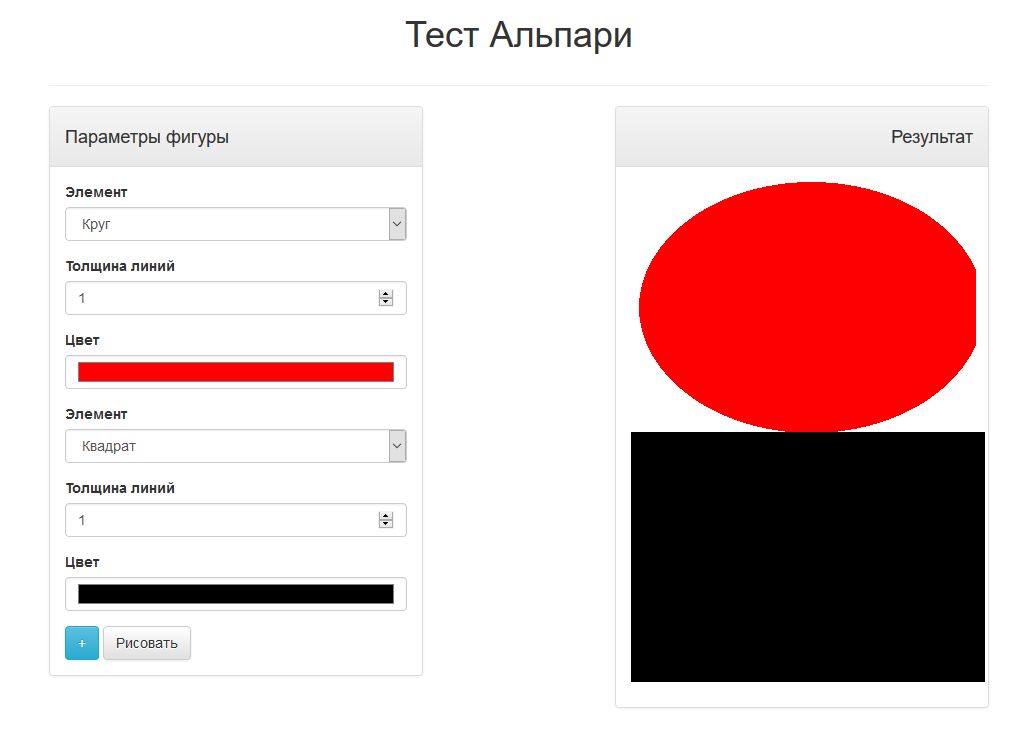 Тест Альпари
Параметры фигуры
Элемент
Круг
Толщина линий
1
Цвет
Элемент
Квадрат
Толщина линий
1
Цвет
+ Рисовать
Результат